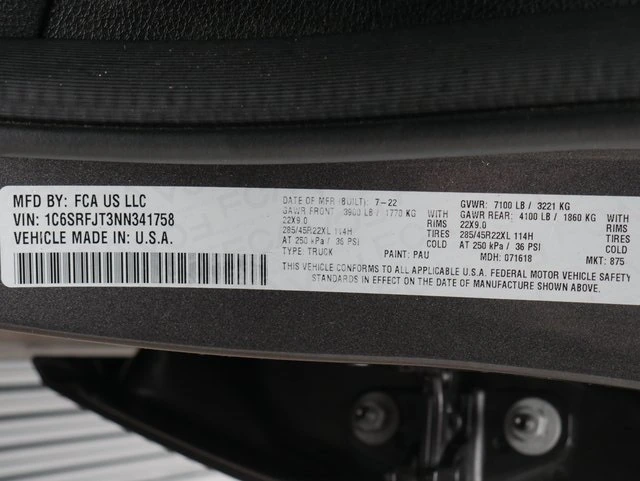 MFD BY: FCA US LLC
VIN: 1C6SRFJT3NN341758
VEHICLE MADE IN: U.S.A.
DATE OF MFR (BUILT): 7-22 GVWR: 7100 LB / 3221 KG
GAWR FRONT: 3900 LB / 1770 KG WITH GAWR REAR: 4100 LB / 1860 KG WITH
22X9.0 RIMS 22X9.0 RIMS
285/45R22XL 114H TIRES 285/45R22XL 114H TIRES
AT 250 kPa / 36 PSI COLD AT 250 kPa / 36 PSI COLD
TYPE: TRUCK PAINT: PAU MDH: 071618 MKT: 875
THIS VEHICLE CONFORMS TO ALL APPLICABLE U.S.A. FEDERAL MOTOR VEHICLE SAFETY
STANDARDS IN EFFECT ON THE DATE OF MANUFACTURE SHOWN ABOVE.